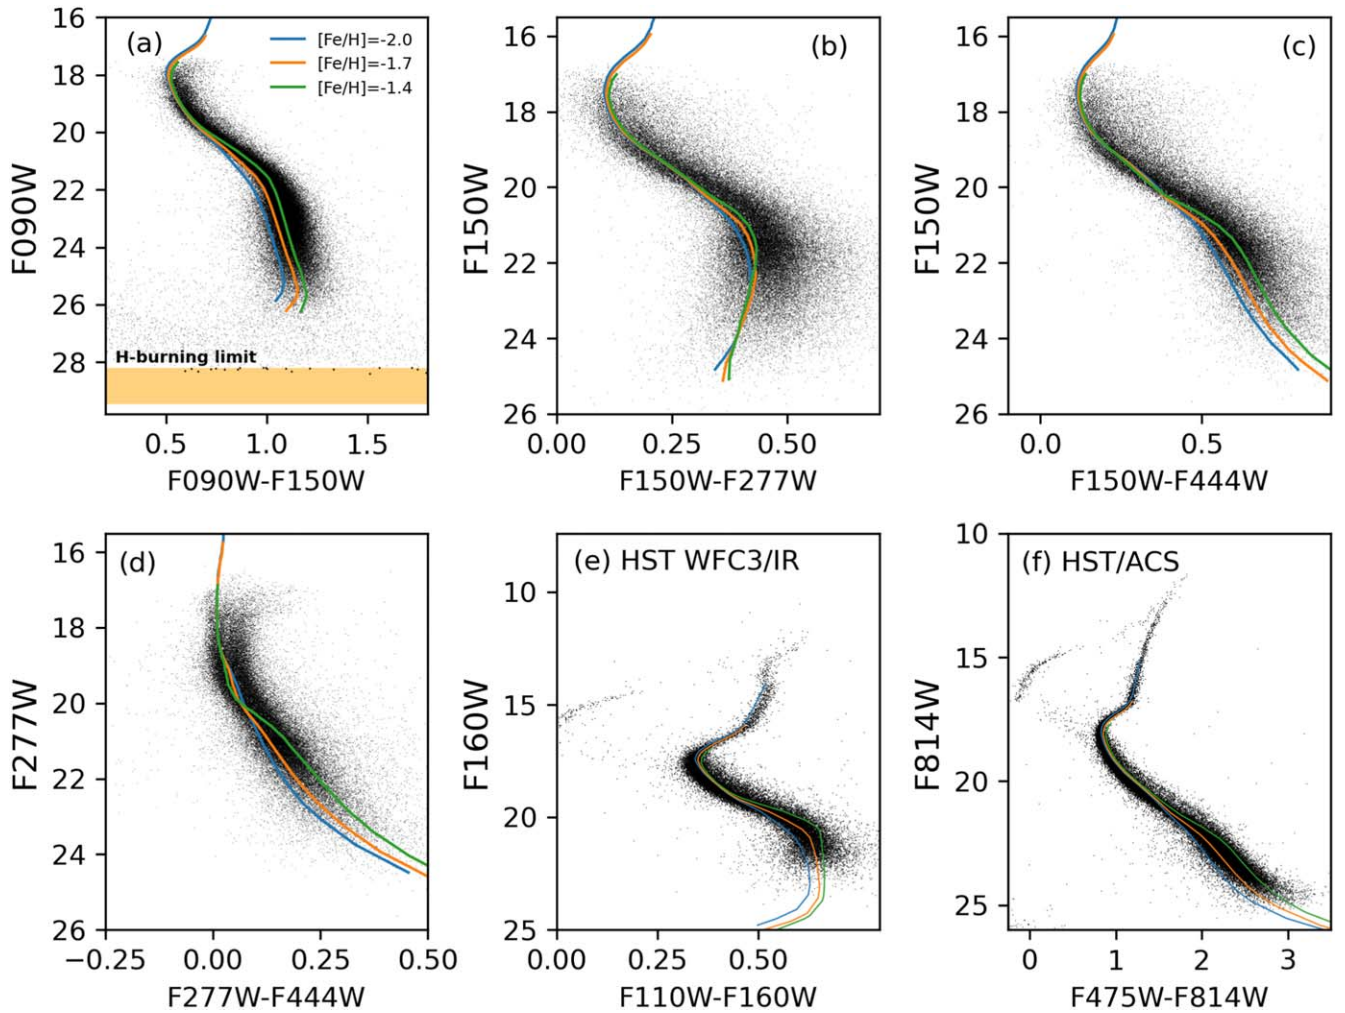 (a)
[Fe/H]=-2.0
[Fe/H]=-1.7
[Fe/H]=-1.4
H-burning limit
16
18
20
22
24
26
28
F090W
0.5 1.0 1.5
F090W-F150W
(b)
16
18
20
22
24
26
F150W
0.00 0.25 0.50
F150W-F277W
(c)
16
18
20
22
24
26
F150W
0.0 0.5
F150W-F444W
(d)
16
18
20
22
24
26
F277W
−0.25 0.00 0.25 0.50
F277W-F444W
(e) HST WFC3/IR
10
15
20
25
F160W
0.00 0.25 0.50
F110W-F160W
(f) HST/ACS
10
15
20
25
F814W
0 1 2 3
F475W-F814W